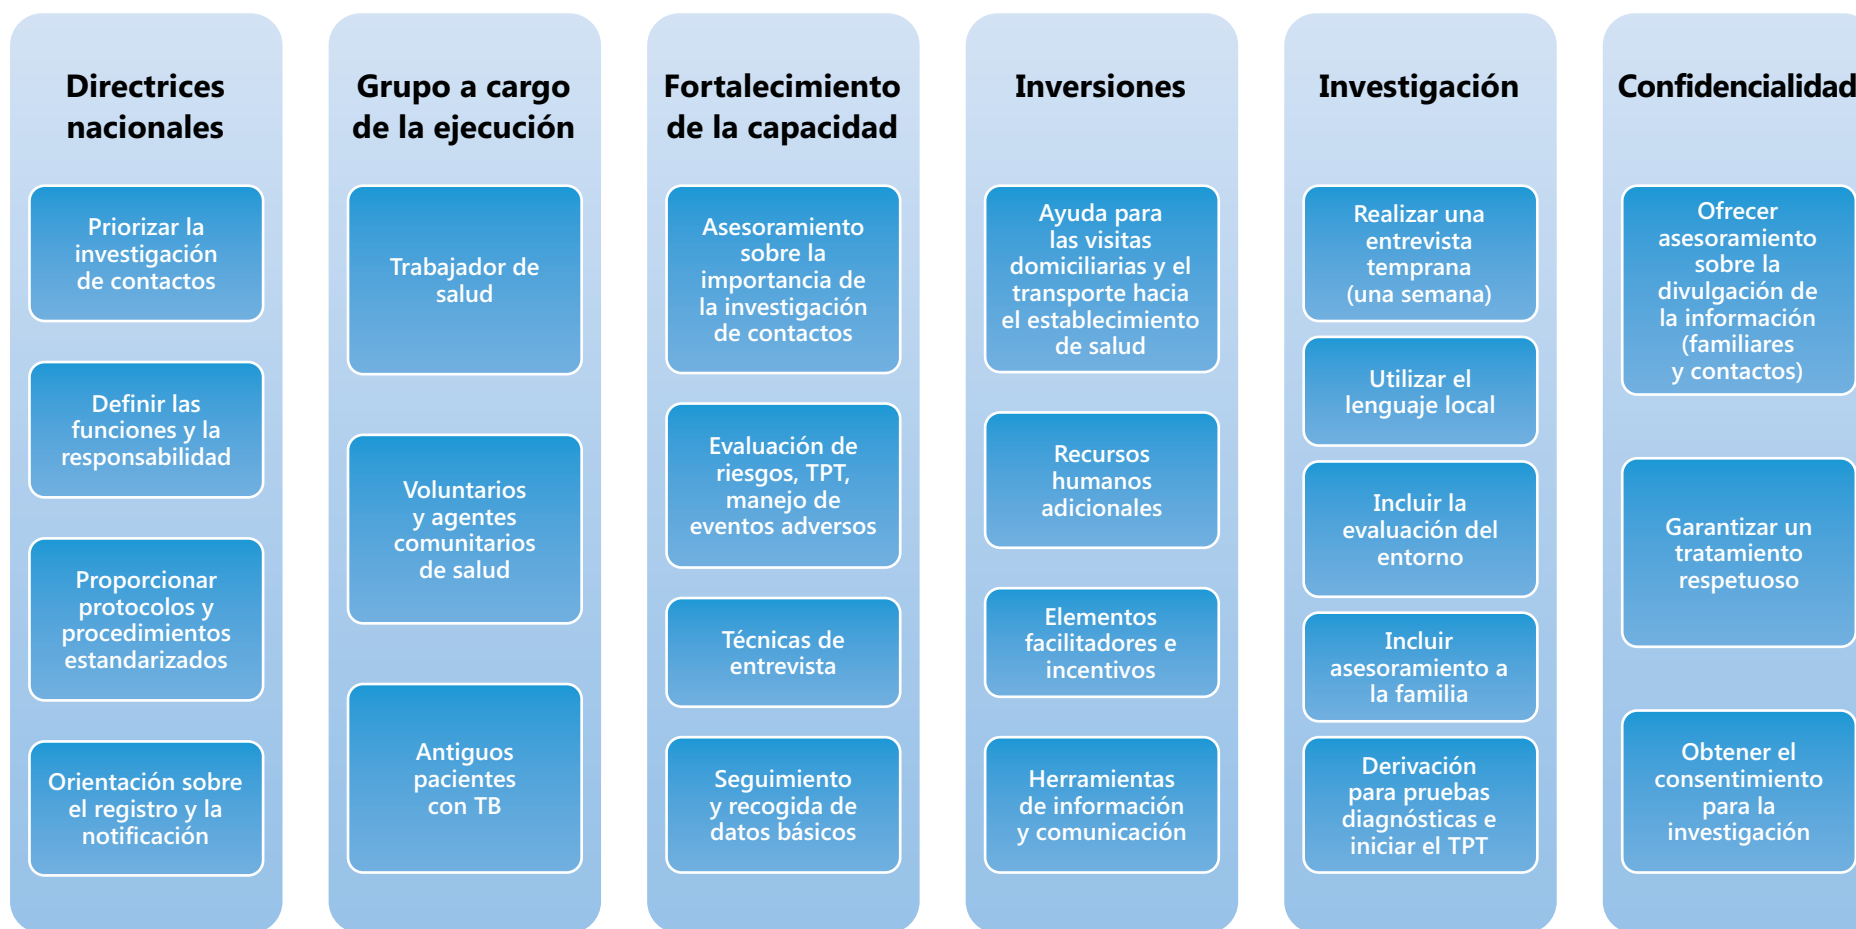 Directrices
nacionales
Priorizar la
investigación
de contactos
Definir las
funciones y la
responsabilidad
Proporcionar
protocolos y
procedimientos
estandarizados
Orientación sobre
el registro y la
notificación
Grupo a cargo
de la ejecución
Trabajador de
salud
Voluntarios
y agentes
comunitarios
de salud
Antiguos
pacientes
con TB
Fortalecimiento
de la capacidad
Asesoramiento
sobre la
importancia de
la investigación
de contactos
Evaluación de
riesgos, TPT,
manejo de
eventos adversos
Técnicas de
entrevista
Seguimiento
y recogida de
datos básicos
Inversiones
Ayuda para
las visitas
domiciliarias y el
transporte hacia
el establecimiento
de salud
Recursos
humanos
adicionales
Elementos
facilitadores e
incentivos
Herramientas
de información
y comunicación
Investigación
Realizar una
entrevista
temprana
(una semana)
Utilizar el
lenguaje local
Incluir la
evaluación del
entorno
Incluir
asesoramiento a
la familia
Derivación
para pruebas
diagnósticas e
iniciar el TPT
Confidencialidad
Ofrecer
asesoramiento
sobre la
divulgación de
la información
(familiares
y contactos)
Garantizar un
tratamiento
respetuoso
Obtener el
consentimiento
para la
investigación